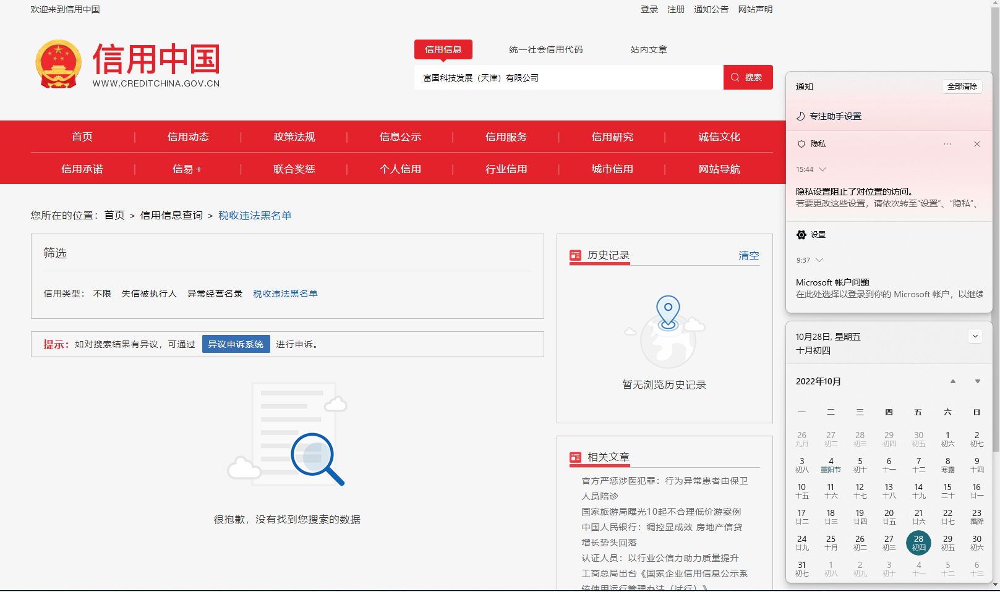 欢迎来到信用中国
登录 注册 通知公告 网站声明
信用中国
WWW.CREDITCHINA.GOV.CN
信用信息 统一社会信用代码 站内文章
富国科技发展（天津）有限公司 搜索
首页 | 信用动态 | 政策法规 | 信息公示 | 信用服务 | 信用研究 | 诚信文化
信用承诺 | 信易+ | 联合奖惩 | 个人信用 | 行业信用 | 城市信用 | 网站导航
您所在的位置：首页 > 信用信息查询 > 税收违法黑名单
筛选
信用类型： 不限 失信被执行人 异常经营名录 税收违法黑名单
提示：如对搜索结果有异议，可通过 异议申诉系统 进行申诉。
很抱歉，没有找到您搜索的数据
历史记录 清空
暂无浏览历史记录
相关文章
官方严惩涉医犯罪：行为异常患者由保卫
人员陪诊
国家旅游局曝光10起不合理低价游案例
中国人民银行：调控显成效 房地产信贷
增长势头回落
认证人员：以行业公信力助力质量提升
工商总局出台《国家企业信用信息公示系
统使用运行管理办法（试行）》
通知 全部清除
专注助手设置
隐私 ···
15:44
隐私设置阻止了对位置的访问。
若要更改这些设置，请依次转至“设置”、“隐私”、
设置
9:37
Microsoft 帐户问题
在此处选择以登录到你的 Microsoft 帐户，以继续
10月28日, 星期五
十月初四
2022年10月
一 二 三 四 五 六 日
26 27 28 29 30 1 2
九月 初二 初三 初四 初五 初六 初七
3 4 5 6 7 8 9
初八 重阳节 初十 十一 十二 寒露 十四
10 11 12 13 14 15 16
十五 十六 十七 十八 十九 二十 廿一
17 18 19 20 21 22 23
廿二 廿三 廿四 廿五 廿六 廿七 霜降
24 25 26 27 28 29 30
廿九 十月 初二 初三 初四 初五 初六
31 1 2 3 4 5 6
初七 初八 初九 初十 十一 十二 十三